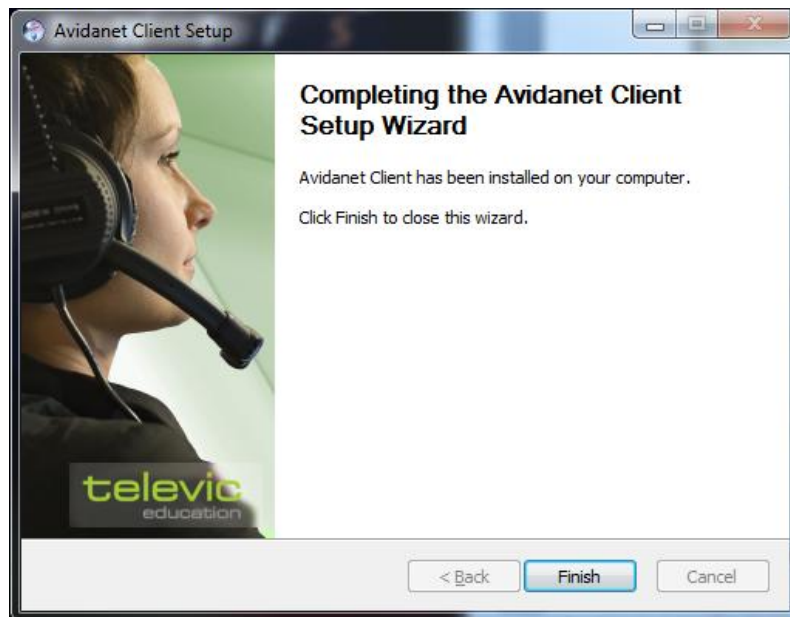 Avidanet Client Setup
Completing the Avidanet Client
Setup Wizard
Avidanet Client has been installed on your computer.
Click Finish to close this wizard.
televic
education
< Back
Finish
Cancel